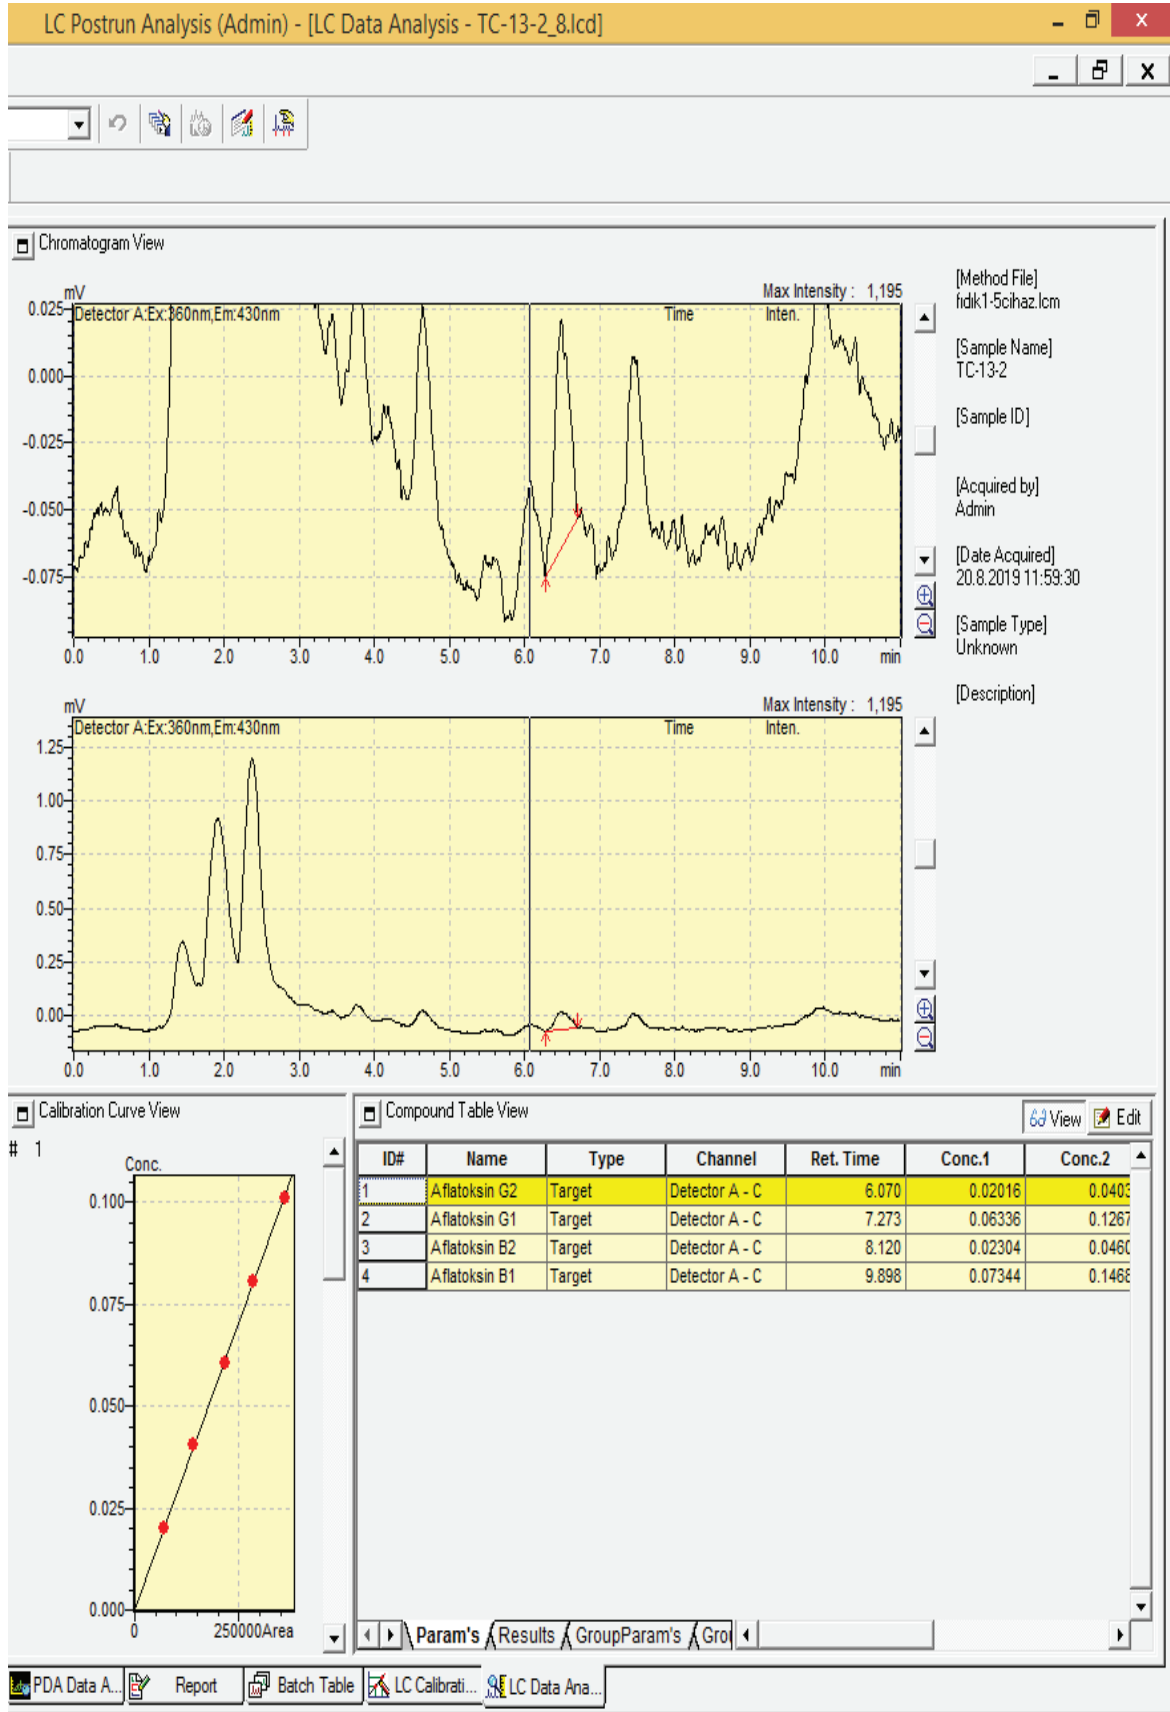 LC Postrun Analysis (Admin) - [LC Data Analysis - TC-13-2_8.lcd]
Chromatogram View
mV
Max Intensity : 1,195
Detector A:Ex:360nm,Em:430nm
Time Inten.
0.025
0.000
-0.025
-0.050
-0.075
0.0 1.0 2.0 3.0 4.0 5.0 6.0 7.0 8.0 9.0 10.0 min
[Method File]
fidik1-5cihaz.lcm
[Sample Name]
TC-13-2
[Sample ID]
[Acquired by]
Admin
[Date Acquired]
20.8.2019 11:59:30
[Sample Type]
Unknown
[Description]
mV
Max Intensity : 1,195
Detector A:Ex:360nm,Em:430nm
Time Inten.
1.25
1.00
0.75
0.50
0.25
0.00
0.0 1.0 2.0 3.0 4.0 5.0 6.0 7.0 8.0 9.0 10.0 min
Calibration Curve View
# 1
Conc.
0.100
0.075
0.050
0.025
0.000
0 250000Area
Compound Table View
View Edit
ID# Name Type Channel Ret. Time Conc.1 Conc.2
1 Aflatoksin G2 Target Detector A - C 6.070 0.02016 0.0403
2 Aflatoksin G1 Target Detector A - C 7.273 0.06336 0.1267
3 Aflatoksin B2 Target Detector A - C 8.120 0.02304 0.0460
4 Aflatoksin B1 Target Detector A - C 9.898 0.07344 0.1468
Param's Results GroupParam's Grou
PDA Data A... Report Batch Table LC Calibrati... LC Data Ana...